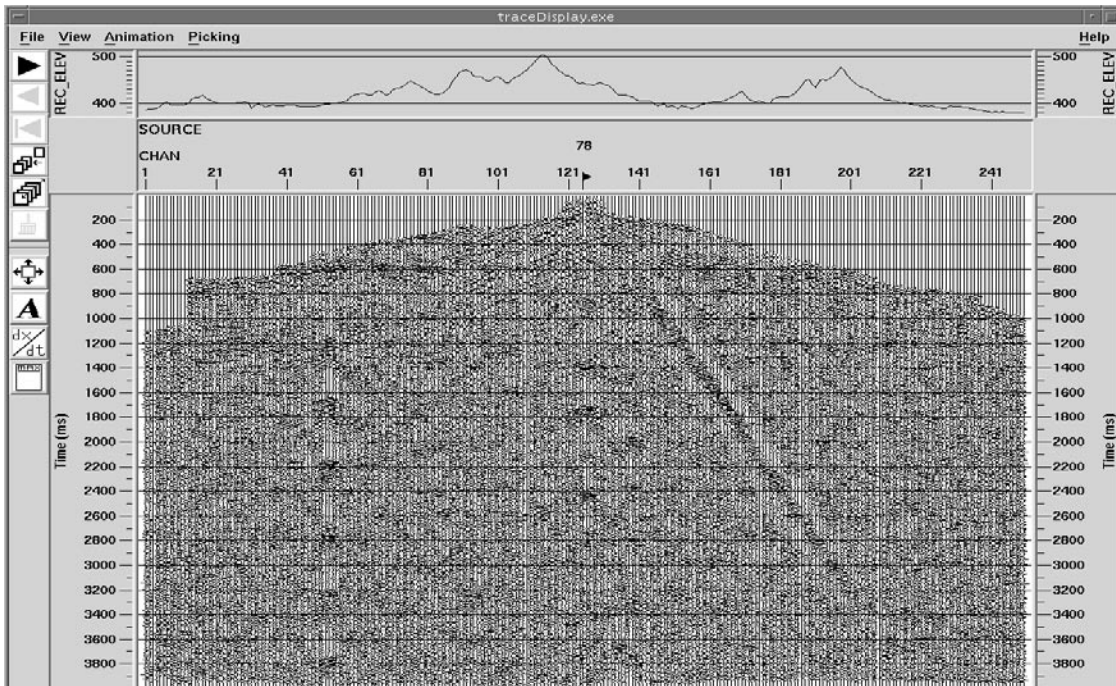 traceDisplay.exe
File View Animation Picking Help
REC_ELEV 500 400 500 400 REC_ELEV
SOURCE
78
CHAN
1 21 41 61 81 101 121 141 161 181 201 221 241
200 200
400 400
600 600
800 800
1000 1000
1200 1200
1400 1400
1600 1600
1800 1800
2000 2000
2200 2200
2400 2400
2600 2600
2800 2800
3000 3000
3200 3200
3400 3400
3600 3600
3800 3800
Time (ms) Time (ms)
A
dx/dt